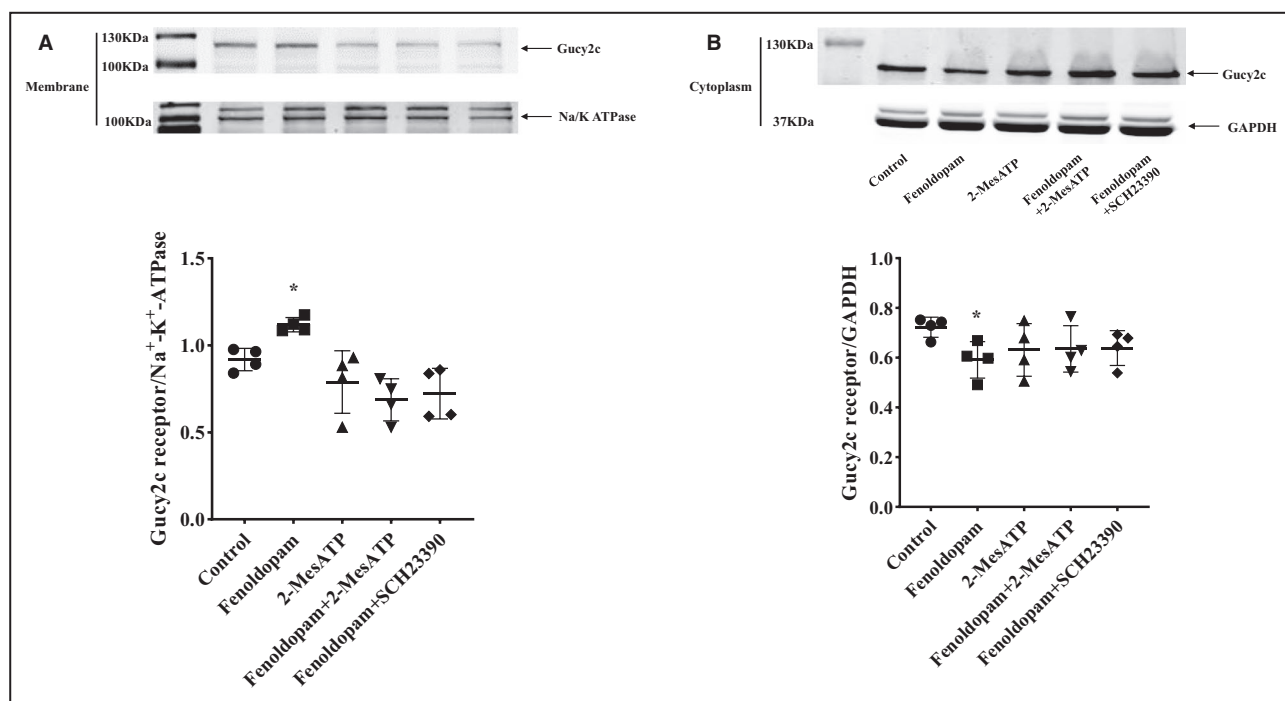 A
130KDa
Gucy2c
100KDa
Membrane
100KDa
Na/K ATPase
B
130KDa
Gucy2c
Cytoplasm
37KDa
GAPDH
Control
Fenoldopam
2-MesATP
Fenoldopam
+2-MesATP
Fenoldopam
+SCH23390
Gucy2c receptor/Na+-K+-ATPase
1.5
1.0
0.5
0.0
*
Control
Fenoldopam
2-MesATP
Fenoldopam+2-MesATP
Fenoldopam+SCH23390
Gucy2c receptor/GAPDH
1.0
0.8
0.6
0.4
0.2
0.0
*
Control
Fenoldopam
2-MesATP
Fenoldopam+2-MesATP
Fenoldopam+SCH23390